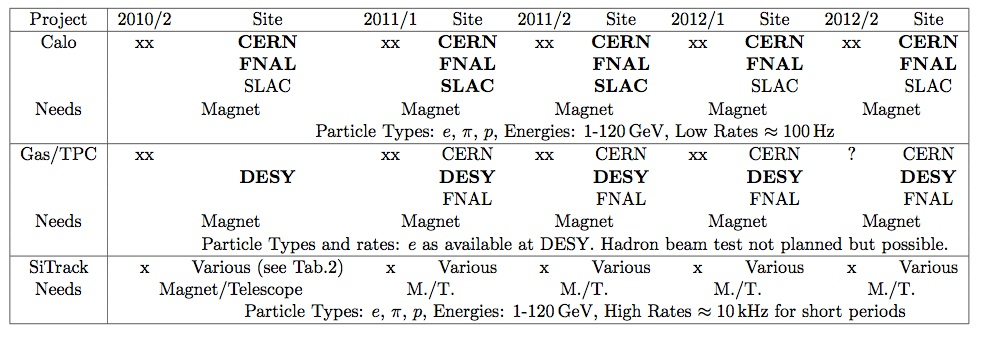 Project 2010/2 Site 2011/1 Site 2011/2 Site 2012/1 Site 2012/2 Site
Calo xx CERN xx CERN xx CERN xx CERN xx CERN
FNAL FNAL FNAL FNAL FNAL
SLAC SLAC SLAC SLAC SLAC
Needs Magnet Magnet Magnet Magnet Magnet
Particle Types: e, π, p, Energies: 1-120 GeV, Low Rates ≈ 100 Hz
Gas/TPC xx xx CERN xx CERN xx CERN ? CERN
DESY DESY DESY DESY DESY
FNAL FNAL FNAL FNAL
Needs Magnet Magnet Magnet Magnet Magnet
Particle Types and rates: e as available at DESY. Hadron beam test not planned but possible.
SiTrack x Various (see Tab.2) x Various x Various x Various x Various
Needs Magnet/Telescope M./T. M./T. M./T. M./T.
Particle Types: e, π, p, Energies: 1-120 GeV, High Rates ≈ 10 kHz for short periods